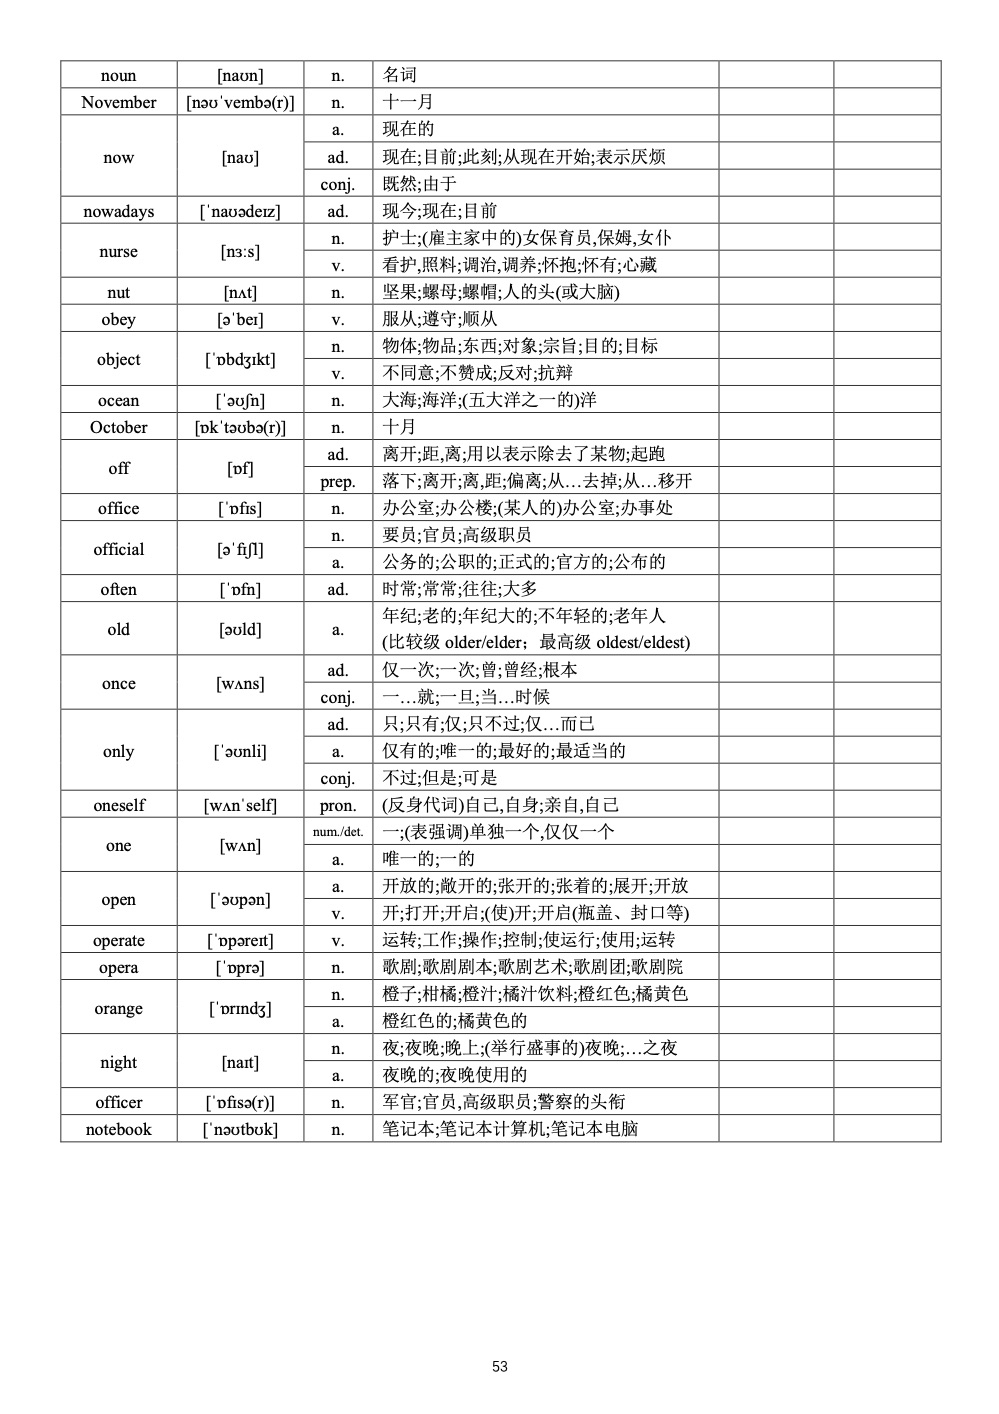 noun [naʊn] n. 名词
November [nəʊˈvembə(r)] n. 十一月
now [naʊ] a. 现在的
ad. 现在;目前;此刻;从现在开始;表示厌烦
conj. 既然;由于
nowadays [ˈnaʊədeɪz] ad. 现今;现在;目前
nurse [nɜːs] n. 护士;(雇主家中的)女保育员,保姆,女仆
v. 看护,照料;调治,调养;怀抱;怀有;心藏
nut [nʌt] n. 坚果;螺母;螺帽;人的头(或大脑)
obey [əˈbeɪ] v. 服从;遵守;顺从
object [ˈɒbdʒɪkt] n. 物体;物品;东西;对象;宗旨;目的;目标
v. 不同意;不赞成;反对;抗辩
ocean [ˈəʊʃn] n. 大海;海洋;(五大洋之一的)洋
October [ɒkˈtəʊbə(r)] n. 十月
off [ɒf] ad. 离开;距,离;用以表示除去了某物;起跑
prep. 落下;离开;离,距;偏离;从…去掉;从…移开
office [ˈɒfɪs] n. 办公室;办公楼;(某人的)办公室;办事处
official [əˈfɪʃl] n. 要员;官员;高级职员
a. 公务的;公职的;正式的;官方的;公布的
often [ˈɒfn] ad. 时常;常常;往往;大多
old [əʊld] a. 年纪;老的;年纪大的;不年轻的;老年人
(比较级 older/elder；最高级 oldest/eldest)
once [wʌns] ad. 仅一次;一次;曾;曾经;根本
conj. 一…就;一旦;当…时候
only [ˈəʊnli] ad. 只;只有;仅;只不过;仅…而已
a. 仅有的;唯一的;最好的;最适当的
conj. 不过;但是;可是
oneself [wʌnˈself] pron. (反身代词)自己,自身;亲自,自己
one [wʌn] num./det. 一;(表强调)单独一个,仅仅一个
a. 唯一的;一的
open [ˈəʊpən] a. 开放的;敞开的;张开的;张着的;展开;开放
v. 开;打开;开启;(使)开;开启(瓶盖、封口等)
operate [ˈɒpəreɪt] v. 运转;工作;操作;控制;使运行;使用;运转
opera [ˈɒprə] n. 歌剧;歌剧剧本;歌剧艺术;歌剧团;歌剧院
orange [ˈɒrɪndʒ] n. 橙子;柑橘;橙汁;橘汁饮料;橙红色;橘黄色
a. 橙红色的;橘黄色的
night [naɪt] n. 夜;夜晚;晚上;(举行盛事的)夜晚;…之夜
a. 夜晚的;夜晚使用的
officer [ˈɒfɪsə(r)] n. 军官;官员,高级职员;警察的头衔
notebook [ˈnəʊtbʊk] n. 笔记本;笔记本计算机;笔记本电脑
53